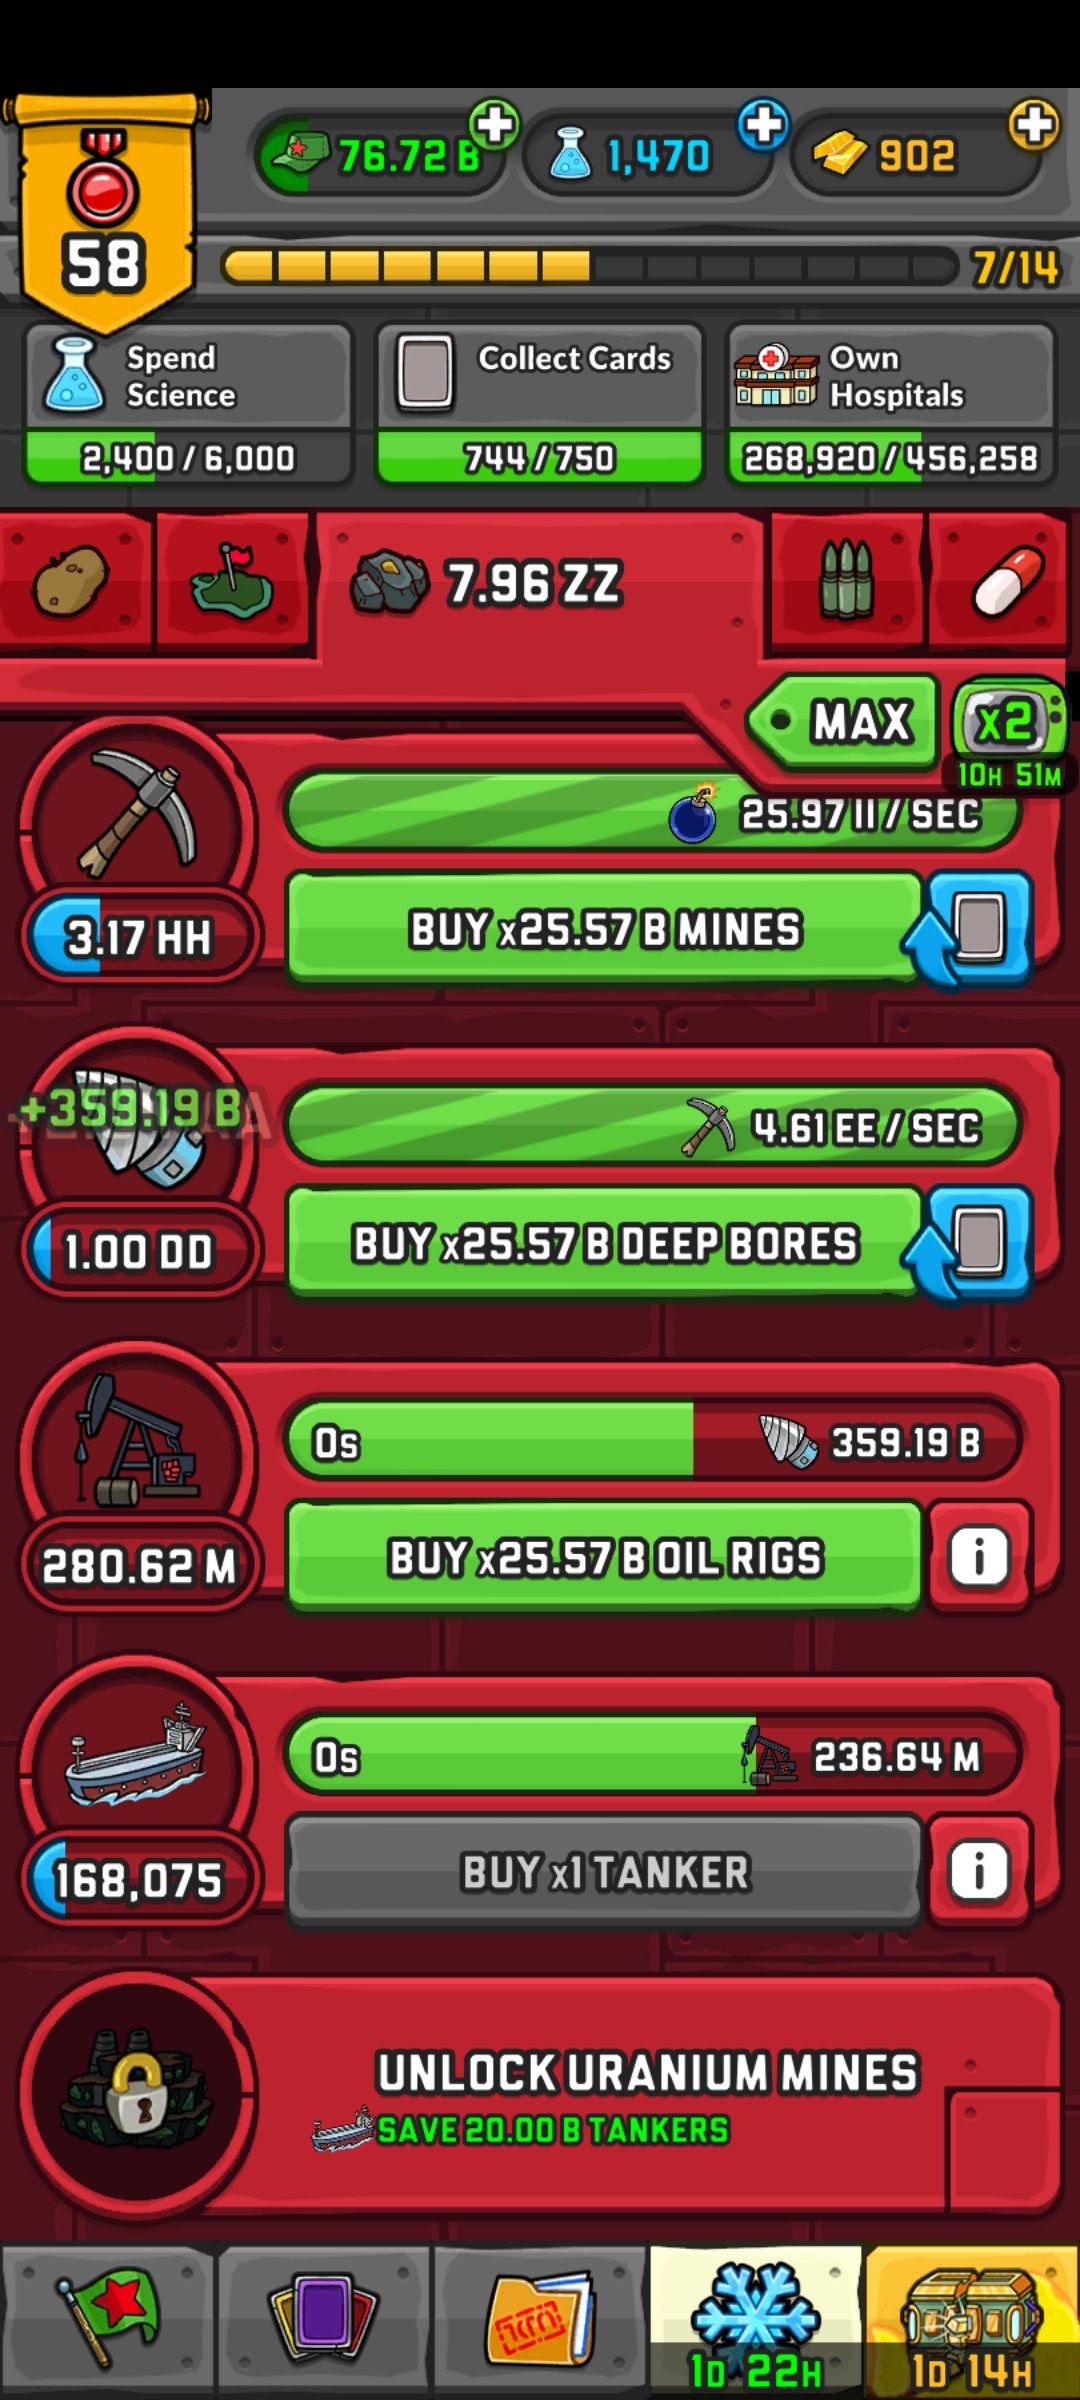 76.72 B
1,470
902
58
7/14
Spend
Science
Collect Cards
Own
Hospitals
2,400 / 6,000
744 / 750
268,920 / 456,258
7.96 ZZ
MAX
x2
10H 51M
25.97 II / SEC
3.17 HH
BUY x25.57 B MINES
+359.19 B
4.61 EE / SEC
1.00 DD
BUY x25.57 B DEEP BORES
0s
359.19 B
280.62 M
BUY x25.57 B OIL RIGS
0s
236.64 M
168,075
BUY x1 TANKER
UNLOCK URANIUM MINES
SAVE 20.00 B TANKERS
1D 22H
1D 14H